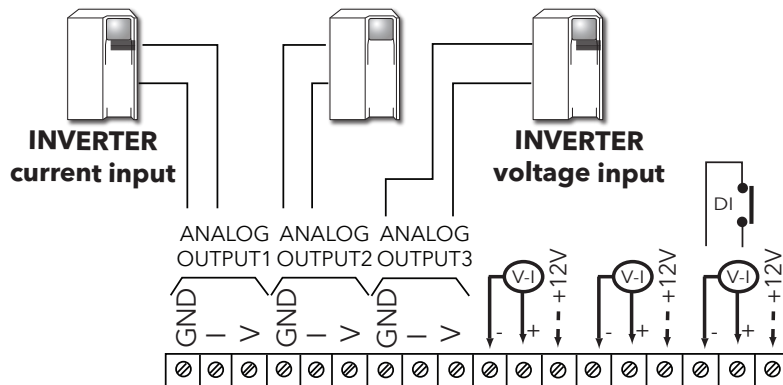 INVERTER
current input
INVERTER
voltage input
DI
ANALOG OUTPUT1
ANALOG OUTPUT2
ANALOG OUTPUT3
GND
I
V
GND
I
V
GND
I
V
V-I
-
+
+12V
V-I
-
+
+12V
V-I
-
+
+12V